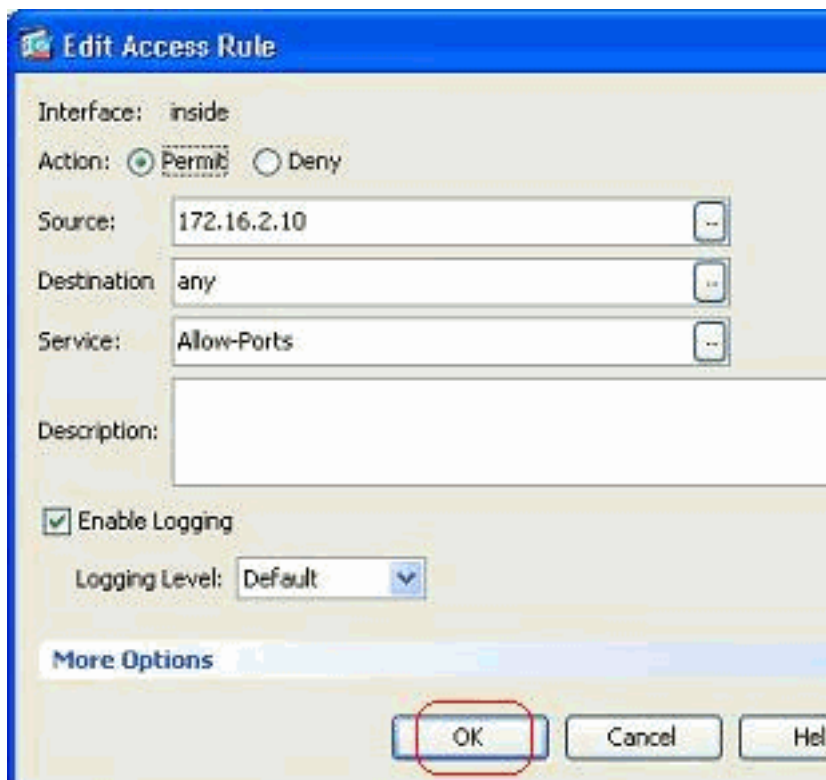 Edit Access Rule
Interface: inside
Action: Permit Deny
Source: 172.16.2.10 ...
Destination any ...
Service: Allow-Ports ...
Description:
Enable Logging
Logging Level: Default
More Options
OK Cancel Hel